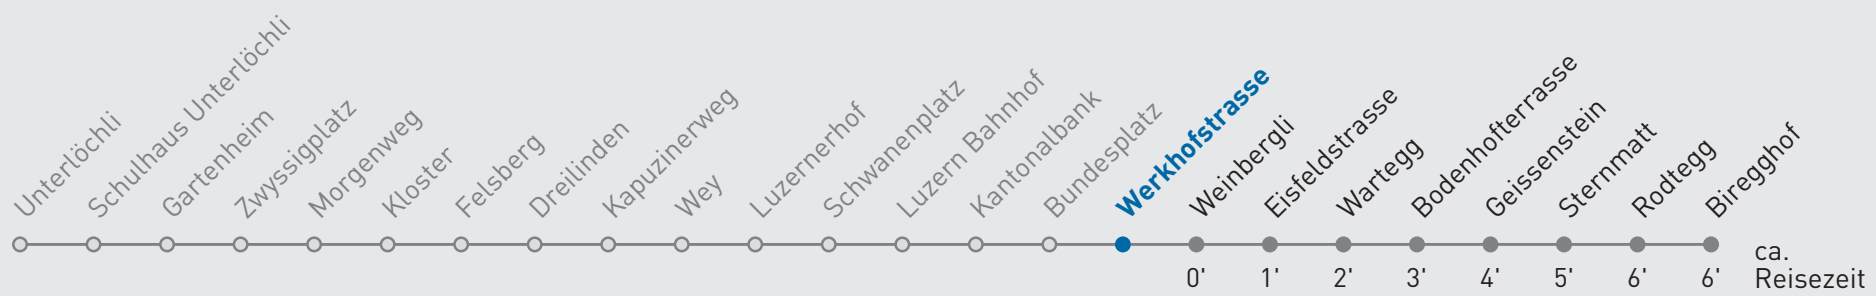 Unterlöchli
Schulhaus Unterlöchli
Gartenheim
Zwyssigplatz
Morgenweg
Kloster
Felsberg
Dreilinden
Kapuzinerweg
Wey
Luzernerhof
Schwanenplatz
Luzern Bahnhof
Kantonalbank
Bundesplatz
Werkhofstrasse
Weinbergli
Eisfeldstrasse
Wartegg
Bodenhofterrasse
Geissenstein
Sternmatt
Rodtegg
Biregghof
0' 1' 2' 3' 4' 5' 6' 6'
ca.
Reisezeit